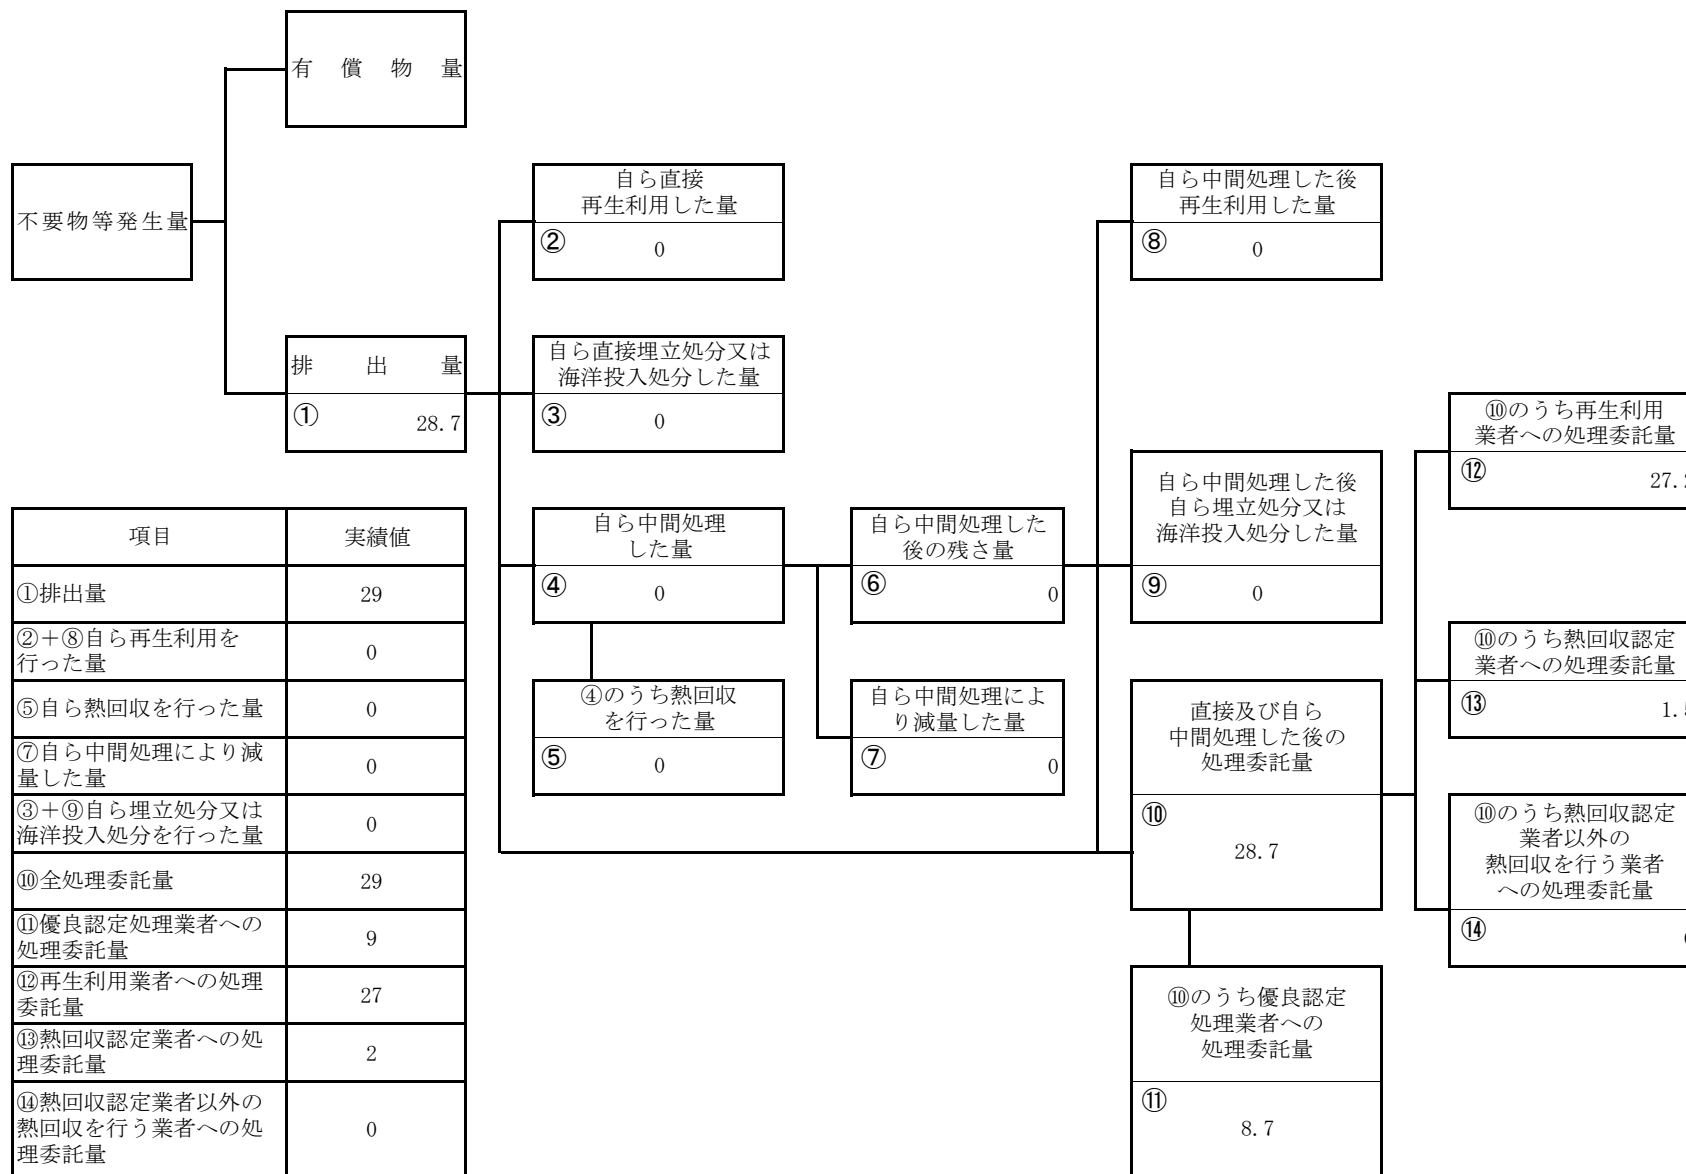 有償物量
不要物等発生量
排出量
① 28.7
自ら直接
再生利用した量
② 0
自ら直接埋立処分又は
海洋投入処分した量
③ 0
自ら中間処理
した量
④ 0
④のうち熱回収
を行った量
⑤ 0
自ら中間処理した
後の残さ量
⑥ 0
自ら中間処理によ
り減量した量
⑦ 0
自ら中間処理した後
再生利用した量
⑧ 0
自ら中間処理した後
自ら埋立処分又は
海洋投入処分した量
⑨ 0
直接及び自ら
中間処理した後の
処理委託量
⑩
28.7
⑩のうち優良認定
処理業者への
処理委託量
⑪
8.7
⑩のうち再生利用
業者への処理委託量
⑫ 27.2
⑩のうち熱回収認定
業者への処理委託量
⑬ 1.5
⑩のうち熱回収認定
業者以外の
熱回収を行う業者
への処理委託量
⑭
項目 実績値
①排出量 29
②＋⑧自ら再生利用を
行った量 0
⑤自ら熱回収を行った量 0
⑦自ら中間処理により減
量した量 0
③＋⑨自ら埋立処分又は
海洋投入処分を行った量 0
⑩全処理委託量 29
⑪優良認定処理業者への
処理委託量 9
⑫再生利用業者への処理
委託量 27
⑬熱回収認定業者への処
理委託量 2
⑭熱回収認定業者以外の
熱回収を行う業者への処
理委託量 0